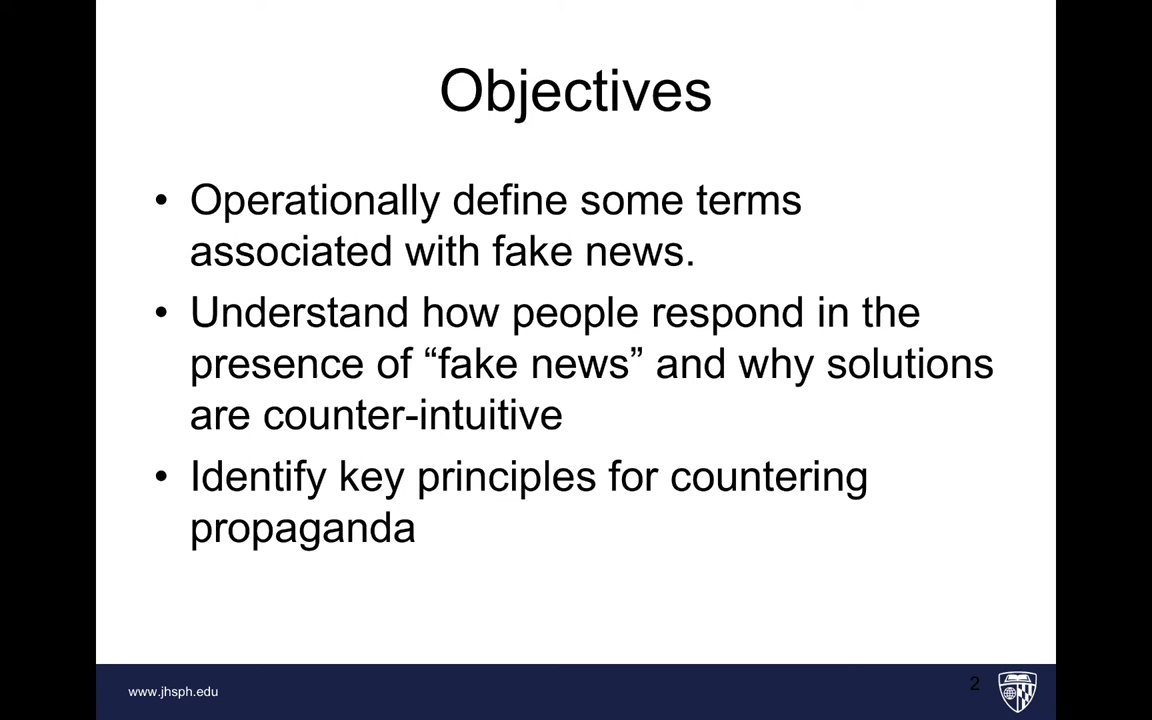 Objectives
• Operationally define some terms
associated with fake news.
• Understand how people respond in the
presence of “fake news” and why solutions
are counter-intuitive
• Identify key principles for countering
propaganda
www.jhsph.edu
2